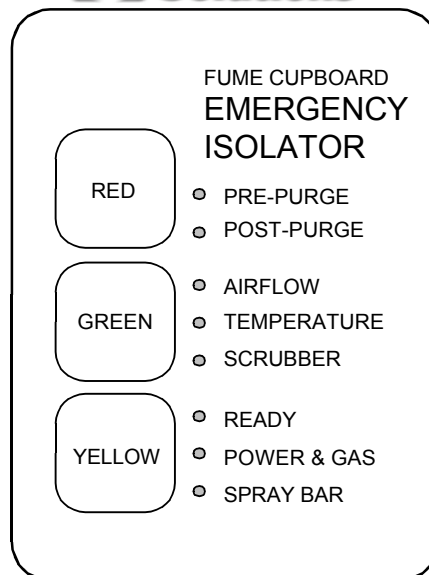 FUME CUPBOARD
EMERGENCY
ISOLATOR
RED
PRE-PURGE
POST-PURGE
GREEN
AIRFLOW
TEMPERATURE
SCRUBBER
YELLOW
READY
POWER & GAS
SPRAY BAR